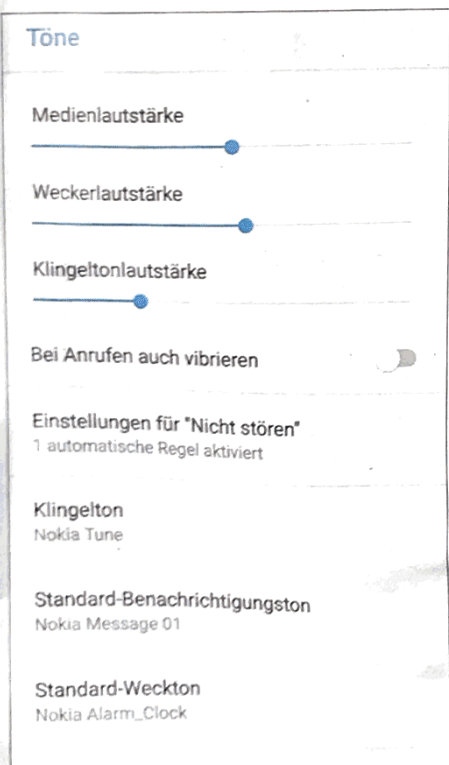 Töne
Medienlautstärke
Weckerlautstärke
Klingeltonlautstärke
Bei Anrufen auch vibrieren
Einstellungen für "Nicht stören"
1 automatische Regel aktiviert
Klingelton
Nokia Tune
Standard-Benachrichtigungston
Nokia Message 01
Standard-Weckton
Nokia Alarm_Clock